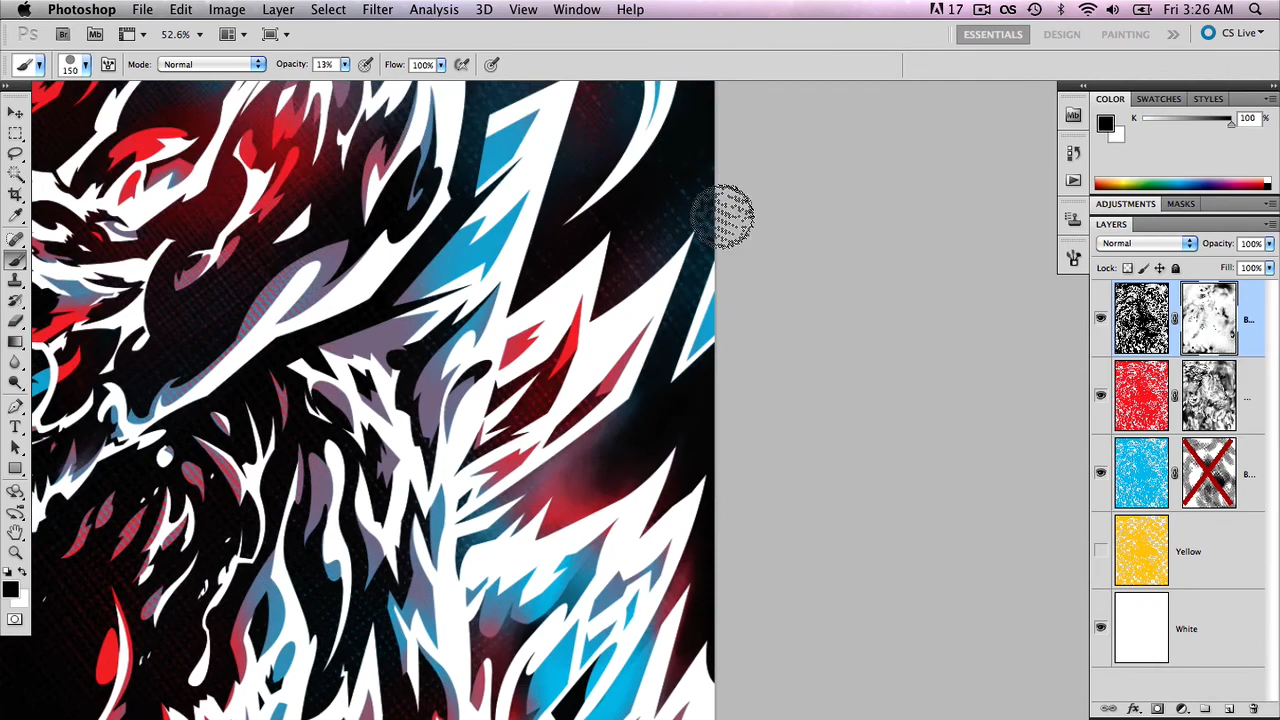 Photoshop File Edit Image Layer Select Filter Analysis 3D View Window Help 17 Fri 3:26 AM
Ps Br Mb 52.6% ESSENTIALS DESIGN PAINTING CS Live
150 Mode: Normal Opacity: 13% Flow: 100%
COLOR SWATCHES STYLES
Mb
K 100 %
ADJUSTMENTS MASKS
LAYERS
Normal Opacity: 100%
Lock: Fill: 100%
B...
...
B...
Yellow
White